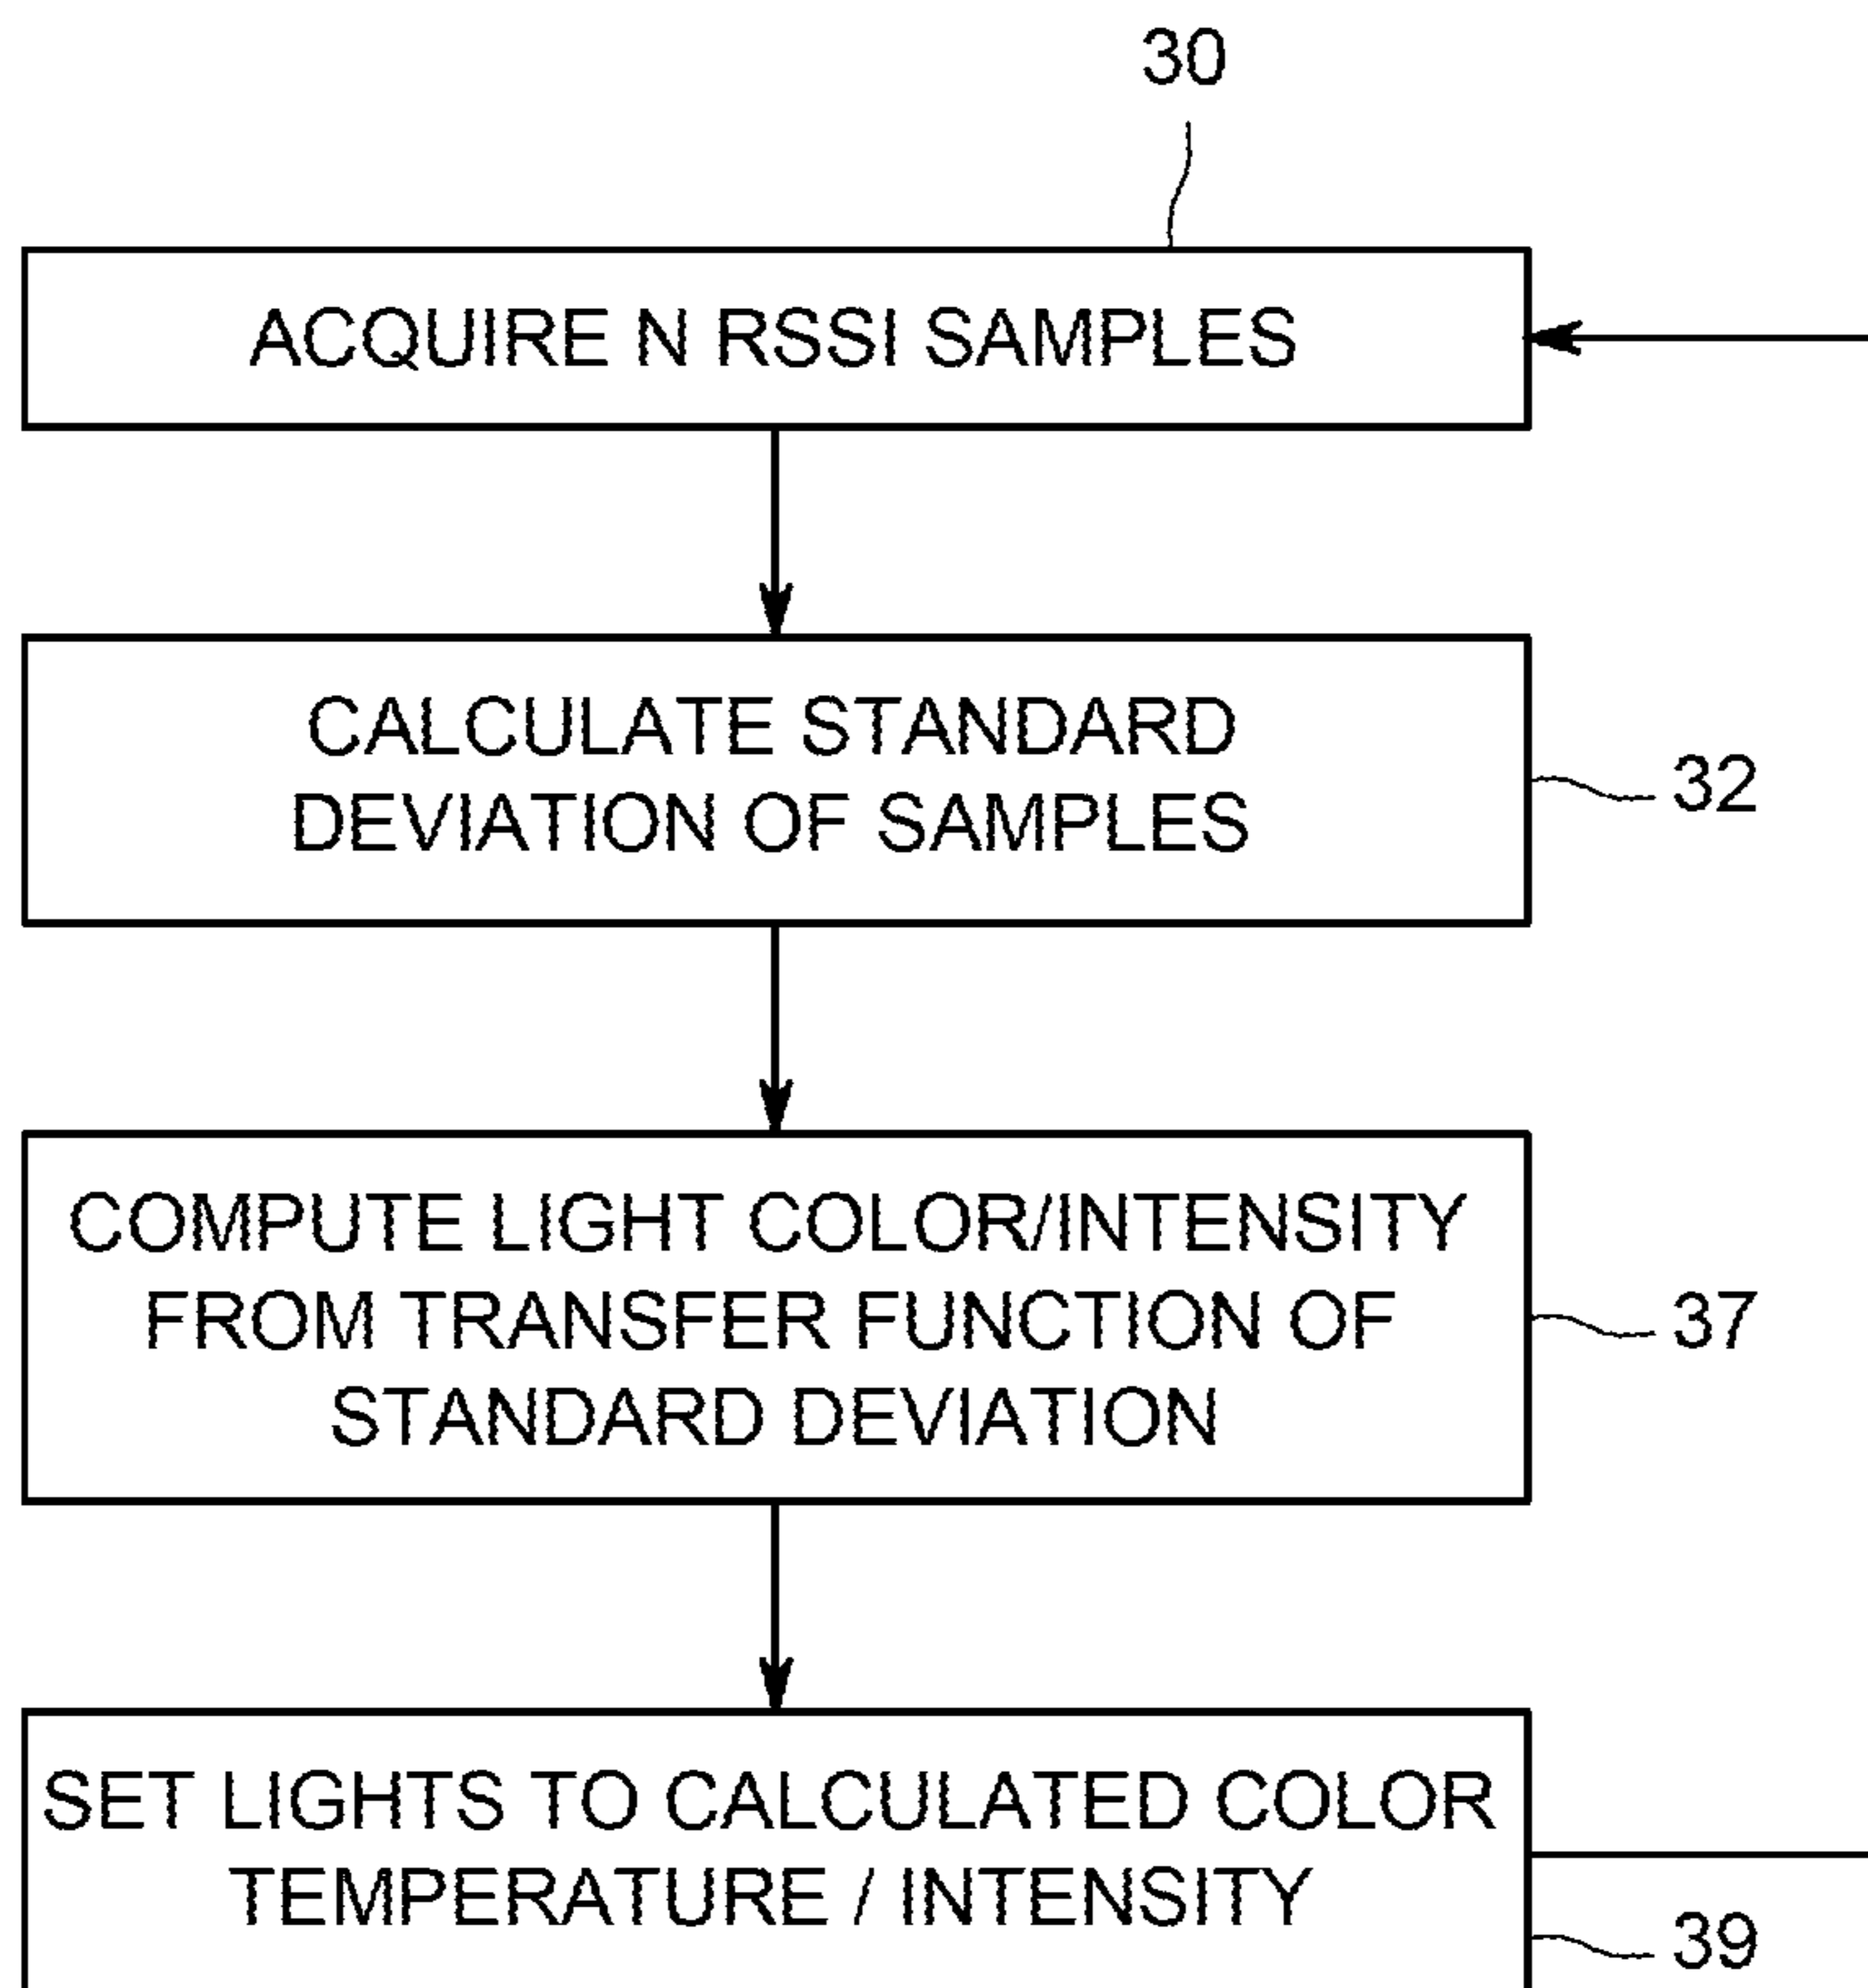 30
ACQUIRE N RSSI SAMPLES
CALCULATE STANDARD
DEVIATION OF SAMPLES
32
COMPUTE LIGHT COLOR/INTENSITY
FROM TRANSFER FUNCTION OF
STANDARD DEVIATION
37
SET LIGHTS TO CALCULATED COLOR
TEMPERATURE / INTENSITY
39